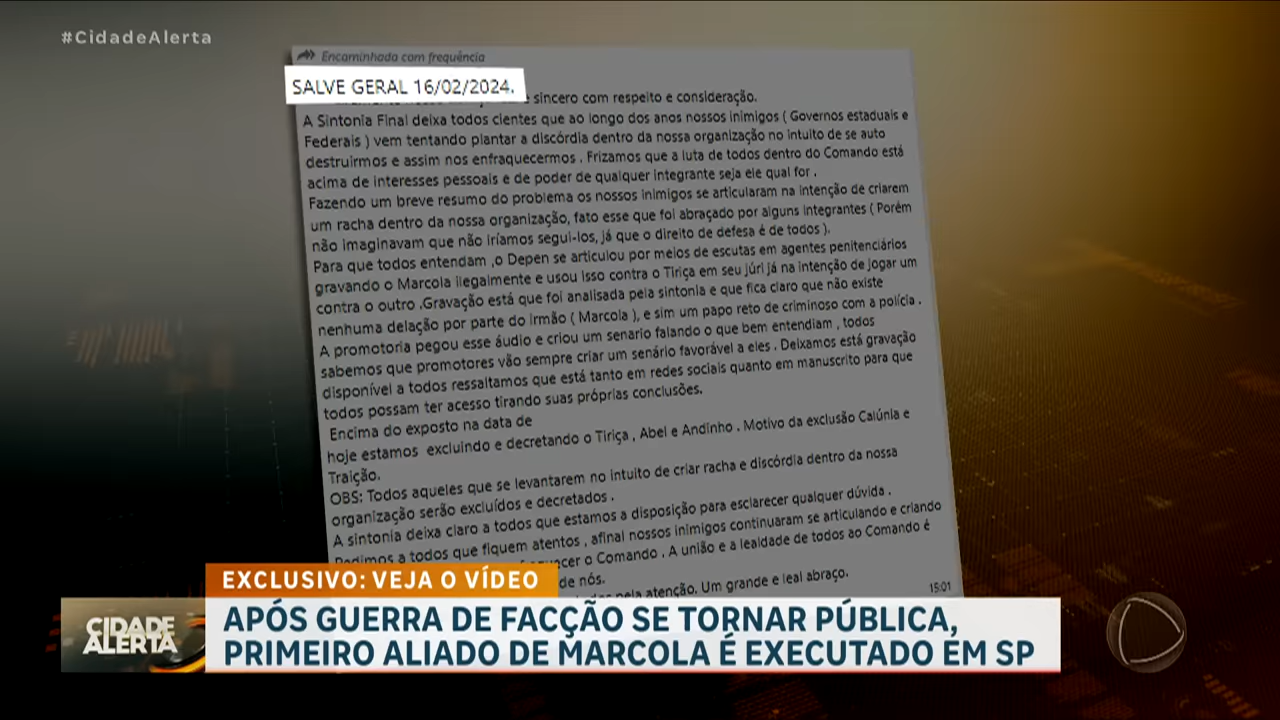 #CidadeAlerta
Encaminhada com frequência
SALVE GERAL 16/02/2024.
sincero com respeito e consideração.
A Sintonia Final deixa todos cientes que ao longo dos anos nossos inimigos ( Governos estaduais e
Federais ) vem tentando plantar a discórdia dentro da nossa organização no intuito de se auto
destruirmos e assim nos enfraquecermos . Frizamos que a luta de todos dentro do Comando está
acima de interesses pessoais e de poder de qualquer integrante seja ele qual for .
Fazendo um breve resumo do problema os nossos inimigos se articularam na intenção de criarem
um racha dentro da nossa organização, fato esse que foi abraçado por alguns integrantes ( Porém
não imaginavam que não iríamos segui-los, já que o direito de defesa é de todos ).
Para que todos entendam ,o Depen se articulou por meios de escutas em agentes penitenciários
gravando o Marcola ilegalmente e usou isso contra o Tiriça em seu júri já na intenção de jogar um
contra o outro .Gravação está que foi analisada pela sintonia e que fica claro que não existe
nenhuma delação por parte do irmão ( Marcola ), e sim um papo reto de criminoso com a polícia .
A promotoria pegou esse áudio e criou um senario falando o que bem entendiam , todos
sabemos que promotores vão sempre criar um senário favorável a eles . Deixamos está gravação
disponível a todos ressaltamos que está tanto em redes sociais quanto em manuscrito para que
todos possam ter acesso tirando suas próprias conclusões.
Encima do exposto na data de
hoje estamos excluindo e decretando o Tiriça , Abel e Andinho . Motivo da exclusão Calúnia e
Traição.
OBS: Todos aqueles que se levantarem no intuito de criar racha e discórdia dentro da nossa
organização serão excluídos e decretados .
A sintonia deixa claro a todos que estamos a disposição para esclarecer qualquer dúvida .
Pedimos a todos que fiquem atentos , afinal nossos inimigos continuaram se articulando e criando
o Comando . A união e a lealdade de todos ao Comando é
de nós.
pela atenção. Um grande e leal abraço.
15:01
EXCLUSIVO: VEJA O VÍDEO
CIDADE
ALERTA
APÓS GUERRA DE FACÇÃO SE TORNAR PÚBLICA,
PRIMEIRO ALIADO DE MARCOLA É EXECUTADO EM SP